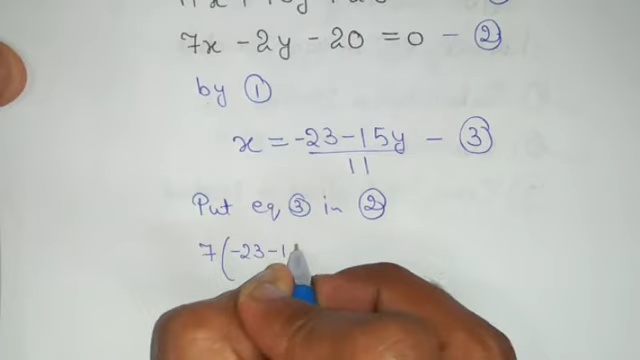 7x - 2y - 20 = 0 - ②
by ①
x = -23-15y/11 - ③
Put eq ③ in ②
7(-23-1